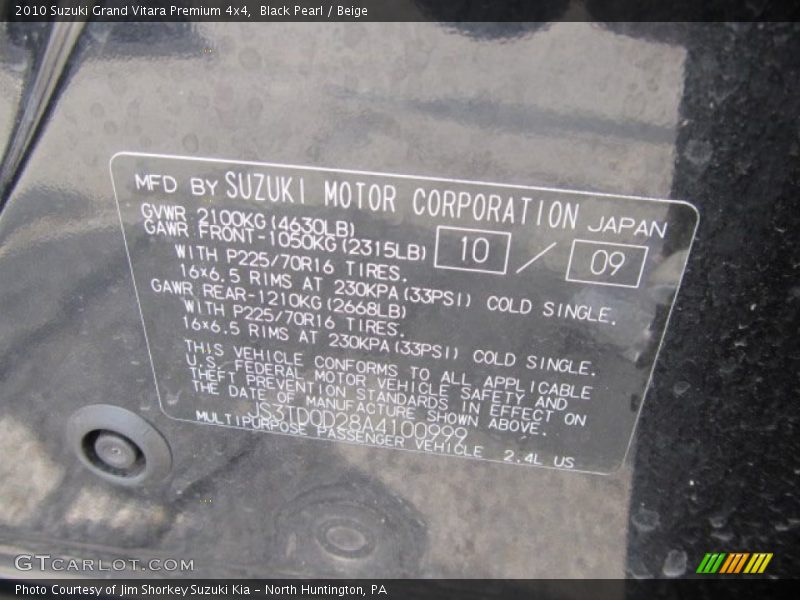 2010 Suzuki Grand Vitara Premium 4x4,  Black Pearl / Beige
MFD BY SUZUKI MOTOR CORPORATION JAPAN
GVWR 2100KG(4630LB)
GAWR FRONT-1050KG(2315LB) 10 / 09
WITH P225/70R16 TIRES.
16×6.5 RIMS AT 230KPA(33PSI) COLD SINGLE.
GAWR REAR-1210KG(2668LB)
WITH P225/70R16 TIRES.
16×6.5 RIMS AT 230KPA(33PSI) COLD SINGLE.
THIS VEHICLE CONFORMS TO ALL APPLICABLE
U.S. FEDERAL MOTOR VEHICLE SAFETY AND
THEFT PREVENTION STANDARDS IN EFFECT ON
THE DATE OF MANUFACTURE SHOWN ABOVE.
JS3TD0D28A4100999
MULTIPURPOSE PASSENGER VEHICLE 2.4L US
GTCARLOT.COM
Photo Courtesy of Jim Shorkey Suzuki Kia - North Huntington, PA